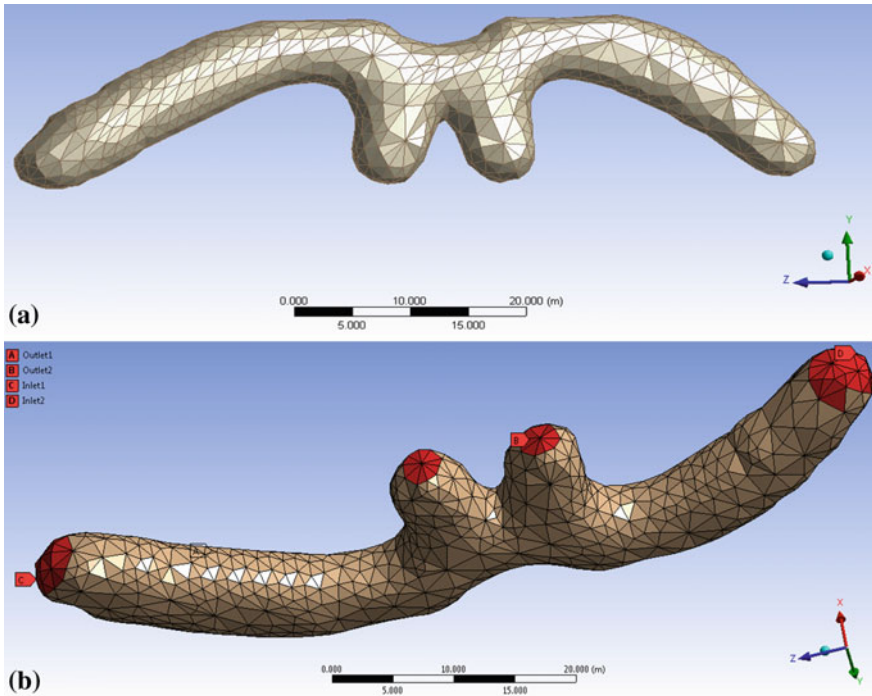 Y
Z
X
0.000 10.000 20.000 (m)
5.000 15.000
(a)
A Outlet1
B Outlet2
C Inlet1
D Inlet2
D
B
C
X
Z
Y
0.000 10.000 20.000 (m)
5.000 15.000
(b)